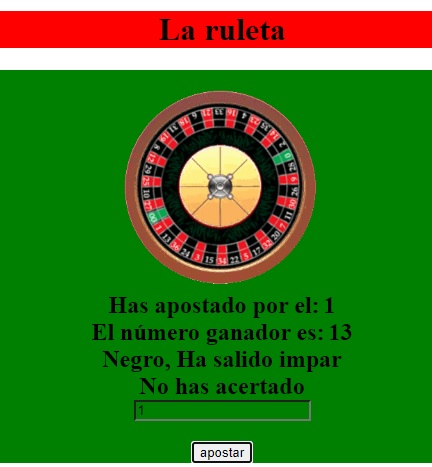 La ruleta
Has apostado por el: 1
El número ganador es: 13
Negro, Ha salido impar
No has acertado
1
apostar